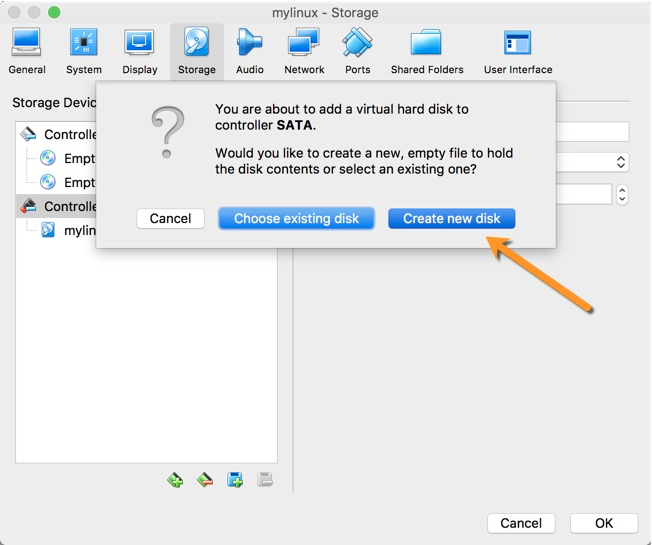 mylinux - Storage
General System Display Storage Audio Network Ports Shared Folders User Interface
Storage Devic
You are about to add a virtual hard disk to
controller SATA.
Would you like to create a new, empty file to hold
the disk contents or select an existing one?
Cancel Choose existing disk Create new disk
Controlle
Empt
Empt
Controlle
mylin
Cancel OK